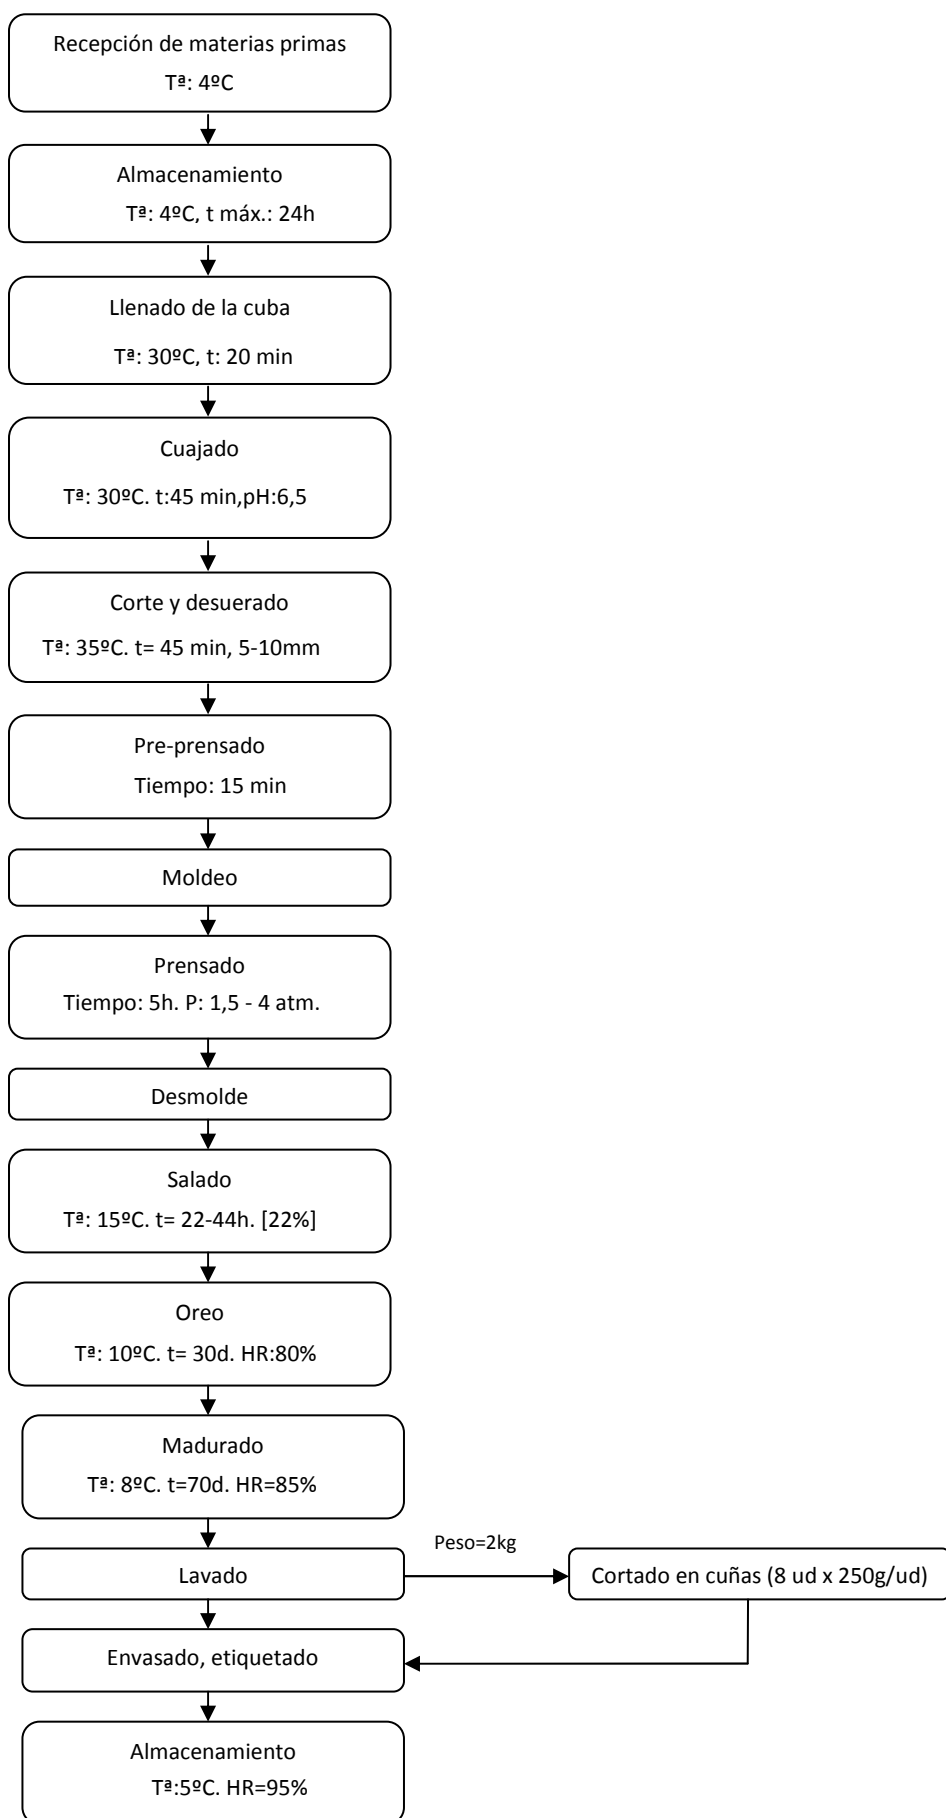 Recepción de materias primas
Tª: 4ºC
Almacenamiento
Tª: 4ºC, t máx.: 24h
Llenado de la cuba
Tª: 30ºC, t: 20 min
Cuajado
Tª: 30ºC. t:45 min,pH:6,5
Corte y desuerado
Tª: 35ºC. t= 45 min, 5-10mm
Pre-prensado
Tiempo: 15 min
Moldeo
Prensado
Tiempo: 5h. P: 1,5 - 4 atm.
Desmolde
Salado
Tª: 15ºC. t= 22-44h. [22%]
Oreo
Tª: 10ºC. t= 30d. HR:80%
Madurado
Tª: 8ºC. t=70d. HR=85%
Lavado
Peso=2kg
Cortado en cuñas (8 ud x 250g/ud)
Envasado, etiquetado
Almacenamiento
Tª:5ºC. HR=95%